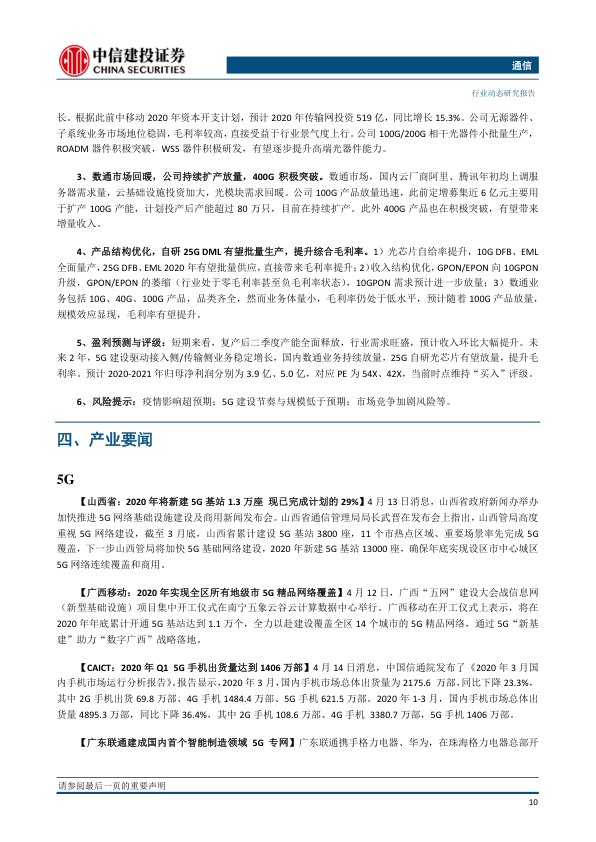 中信建投证券
CHINA SECURITIES
通信
行业动态研究报告
长。根据此前中移动 2020 年资本开支计划，预计 2020 年传输网投资 519 亿，同比增长 15.3%。公司无源器件、
子系统业务市场地位稳固，毛利率较高，直接受益于行业景气度上行。公司 100G/200G 相干光器件小批量生产，
ROADM 器件积极突破，WSS 器件积极研发，有望逐步提升高端光器件能力。
3、数通市场回暖，公司持续扩产放量，400G 积极突破。数通市场，国内云厂商阿里、腾讯年初均上调服
务器需求量，云基础设施投资加大，光模块需求回暖。公司 100G 产品放量迅速，此前定增募集近 6 亿元主要用
于扩产 100G 产能，计划投产后产能超过 80 万只，目前在持续扩产。此外 400G 产品也在积极突破，有望带来
增量收入。
4、产品结构优化，自研 25G DML 有望批量生产，提升综合毛利率。1）光芯片自给率提升，10G DFB、EML
全面量产，25G DFB、EML 2020 年有望批量供应，直接带来毛利率提升；2）收入结构优化，GPON/EPON 向 10GPON
升级，GPON/EPON 的萎缩（行业处于零毛利率甚至负毛利率状态），10GPON 需求预计进一步放量；3）数通业
务包括 10G、40G、100G 产品，品类齐全，然而业务体量小，毛利率仍处于低水平，预计随着 100G 产品放量，
规模效应显现，毛利率有望提升。
5、盈利预测与评级：短期来看，复产后二季度产能全面释放，行业需求旺盛，预计收入环比大幅提升。未
来 2 年，5G 建设驱动接入侧/传输侧业务稳定增长，国内数通业务持续放量，25G 自研光芯片有望放量，提升毛
利率。预计 2020-2021 年归母净利润分别为 3.9 亿、5.0 亿，对应 PE 为 54X、42X，当前时点维持“买入”评级。
6、风险提示：疫情影响超预期；5G 建设节奏与规模低于预期；市场竞争加剧风险等。
四、产业要闻
5G
【山西省：2020 年将新建 5G 基站 1.3 万座 现已完成计划的 29%】4 月 13 日消息，山西省政府新闻办举办
加快推进 5G 网络基础设施建设及商用新闻发布会。山西省通信管理局局长武晋在发布会上指出，山西管局高度
重视 5G 网络建设，截至 3 月底，山西省累计建设 5G 基站 3800 座，11 个市热点区域、重要场景率先完成 5G
覆盖，下一步山西管局将加快 5G 基础网络建设，2020 年新建 5G 基站 13000 座，确保年底实现设区市中心城区
5G 网络连续覆盖和商用。
【广西移动：2020 年实现全区所有地级市 5G 精品网络覆盖】4 月 12 日，广西“五网”建设大会战信息网
（新型基础设施）项目集中开工仪式在南宁五象云谷云计算数据中心举行。广西移动在开工仪式上表示，将在
2020 年年底累计开通 5G 基站达到 1.1 万个，全力以赴建设覆盖全区 14 个城市的 5G 精品网络，通过 5G“新基
建”助力“数字广西”战略落地。
【CAICT：2020 年 Q1 5G 手机出货量达到 1406 万部】4 月 14 日消息，中国信通院发布了《2020 年 3 月国
内手机市场运行分析报告》。报告显示，2020 年 3 月，国内手机市场总体出货量为 2175.6 万部，同比下降 23.3%，
其中 2G 手机出货 69.8 万部、4G 手机 1484.4 万部、5G 手机 621.5 万部。2020 年 1-3 月，国内手机市场总体出
货量 4895.3 万部，同比下降 36.4%，其中 2G 手机 108.6 万部、4G 手机 3380.7 万部，5G 手机 1406 万部。
【广东联通建成国内首个智能制造领域 5G 专网】广东联通携手格力电器、华为，在珠海格力电器总部开
请参阅最后一页的重要声明
10